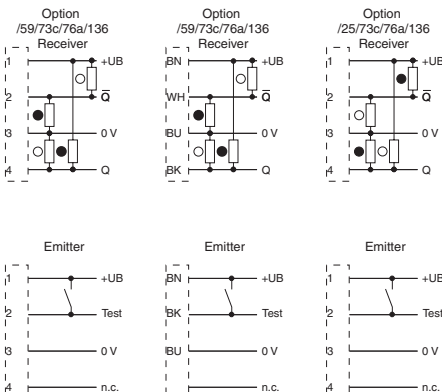 Option
/59/73c/76a/136
Receiver
1 +UB
2 Q̅
3 0 V
4 Q
Option
/59/73c/76a/136
Receiver
BN +UB
WH Q̅
BU 0 V
BK Q
Option
/25/73c/76a/136
Receiver
1 +UB
2 Q̅
3 0 V
4 Q
Emitter
1 +UB
2 Test
3 0 V
4 n.c.
Emitter
BN +UB
BK Test
BU 0 V
n.c.
Emitter
1 +UB
2 Test
3 0 V
4 n.c.